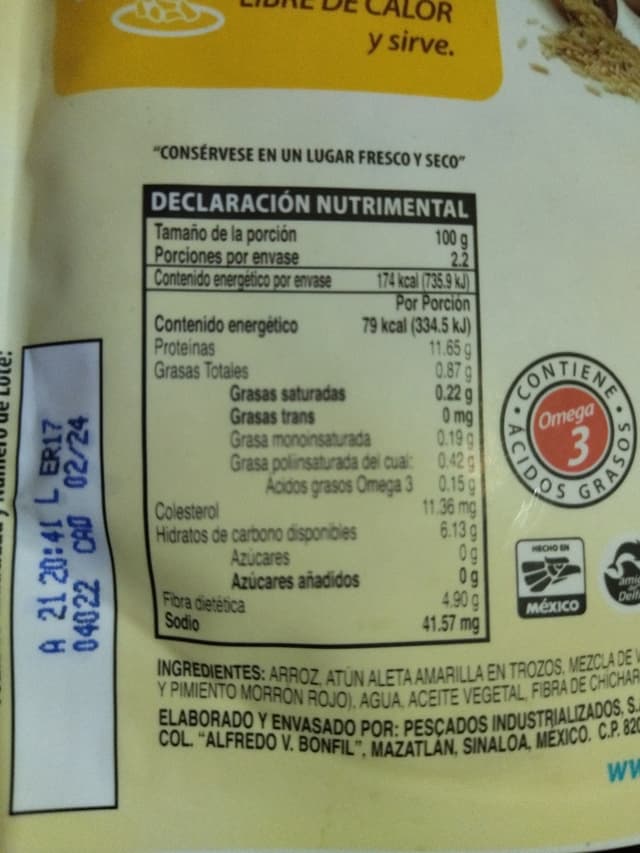 LIBRE DE CALOR
y sirve.
"CONSÉRVESE EN UN LUGAR FRESCO Y SECO"
DECLARACIÓN NUTRIMENTAL
Tamaño de la porción 100 g
Porciones por envase 2.2
Contenido energético por envase 174 kcal (735.9 kJ)
Por Porción
Contenido energético 79 kcal (334.5 kJ)
Proteínas 11.65 g
Grasas Totales 0.87 g
Grasas saturadas 0.22 g
Grasas trans 0 mg
Grasa monoinsaturada 0.19 g
Grasa poliinsaturada del cual: 0.42 g
Ácidos grasos Omega 3 0.15 g
Colesterol 11.36 mg
Hidratos de carbono disponibles 6.13 g
Azúcares 0 g
Azúcares añadidos 0 g
Fibra dietética 4.90 g
Sodio 41.57 mg
CONTIENE
ÁCIDOS GRASOS
Omega
3
HECHO EN
MÉXICO
INGREDIENTES: ARROZ, ATÚN ALETA AMARILLA EN TROZOS, MEZCLA DE
Y PIMIENTO MORRÓN ROJO), AGUA, ACEITE VEGETAL, FIBRA DE
ELABORADO Y ENVASADO POR: PESCADOS INDUSTRIALIZADOS, S.
COL. "ALFREDO V. BONFIL", MAZATLÁN, SINALOA, MÉXICO. C.P.
A 21 20:41 L ER17
04022 CAD 02/24